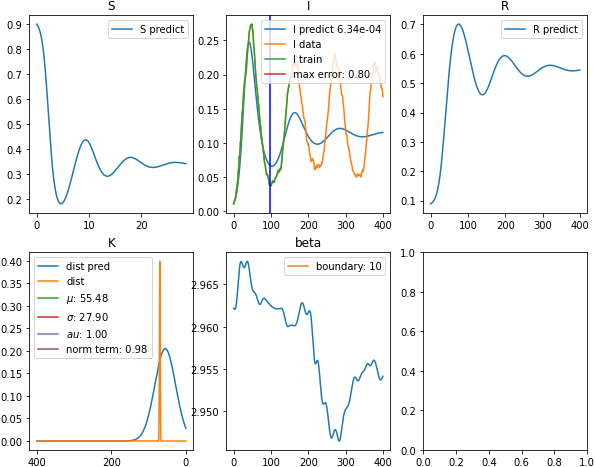 S
S predict
0.9
0.8
0.7
0.6
0.5
0.4
0.3
0.2
0 10 20
I
I predict 6.34e-04
I data
I train
max error: 0.80
0.25
0.20
0.15
0.10
0.05
0.00
0 100 200 300 400
R
R predict
0.7
0.6
0.5
0.4
0.3
0.2
0.1
0 100 200 300 400
K
dist pred
dist
μ: 55.48
σ: 27.90
au: 1.00
norm term: 0.98
0.40
0.35
0.30
0.25
0.20
0.15
0.10
0.05
0.00
400 200 0
beta
boundary: 10
2.965
2.960
2.955
2.950
0 100 200 300 400
1.0
0.8
0.6
0.4
0.2
0.0
0.0 0.2 0.4 0.6 0.8 1.0